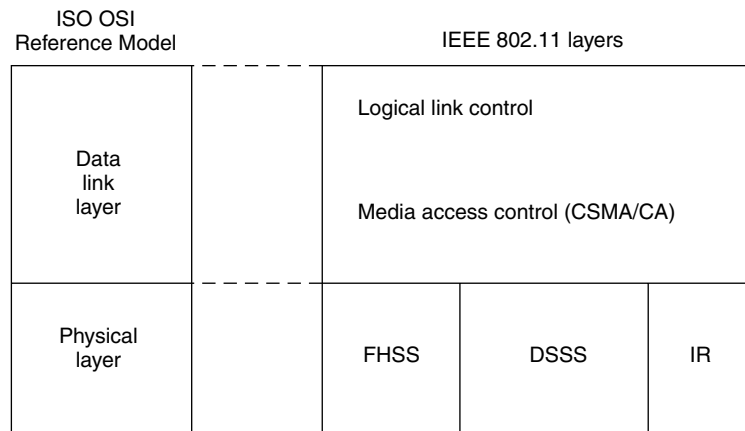 ISO OSI
Reference Model
IEEE 802.11 layers
Data
link
layer
Logical link control
Media access control (CSMA/CA)
Physical
layer
FHSS
DSSS
IR